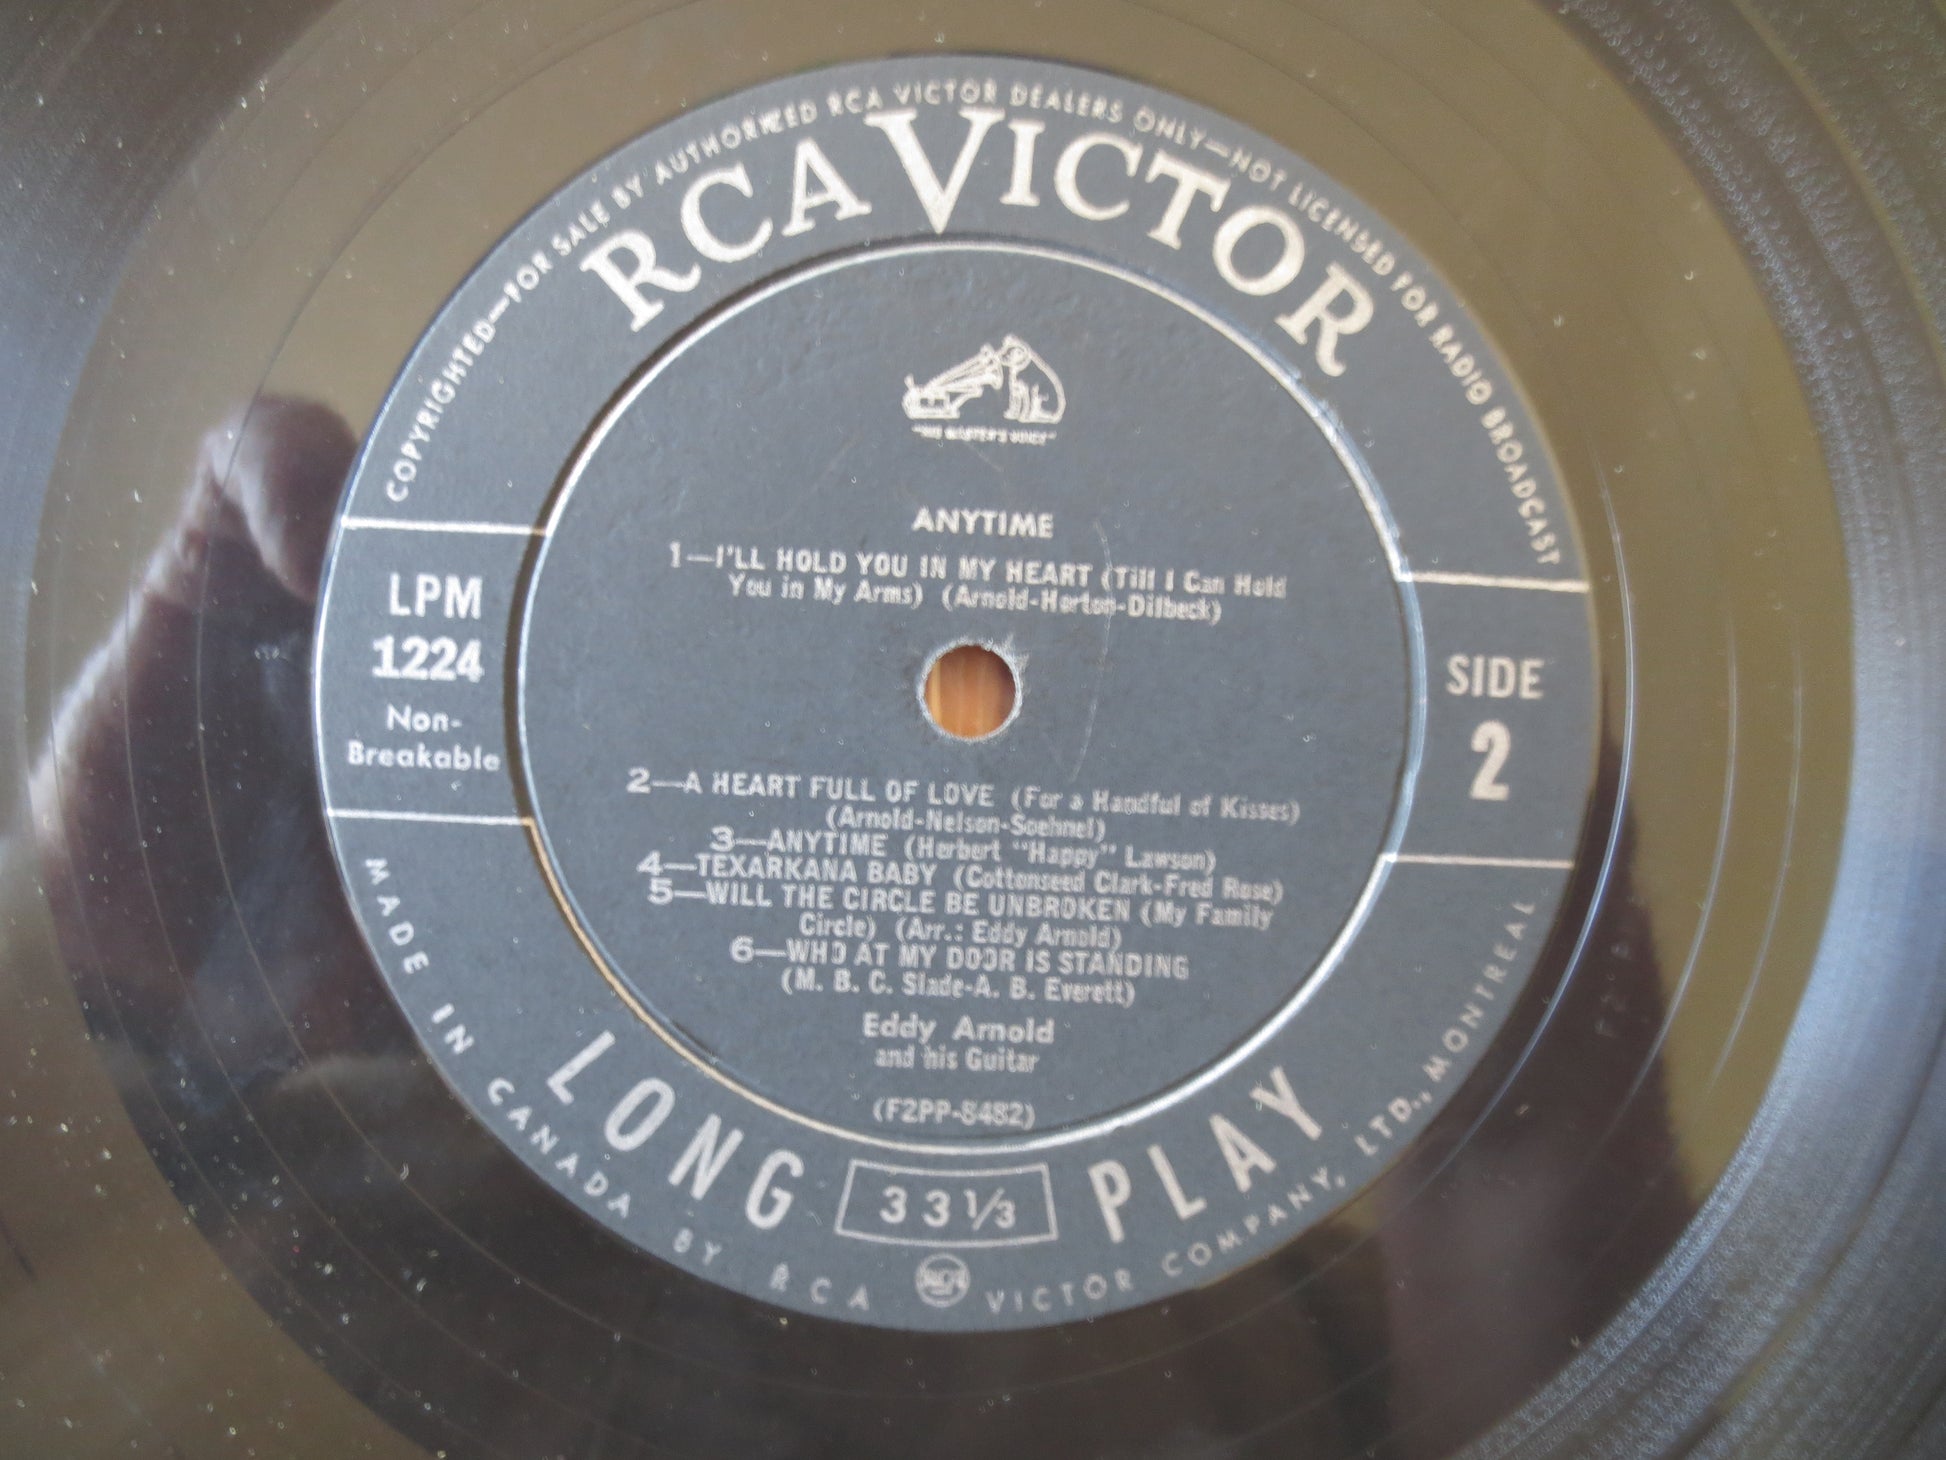 COPYRIGHTED—FOR SALE BY AUTHORIZED RCA VICTOR DEALERS ONLY—NOT LICENSED FOR RADIO BROADCAST
RCA VICTOR
"HIS MASTER'S VOICE"
ANYTIME
1—I'LL HOLD YOU IN MY HEART (Till I Can Hold
You in My Arms) (Arnold-Horton-Dilbeck)
LPM
1224
Non-
Breakable
SIDE
2
2—A HEART FULL OF LOVE (For a Handful of Kisses)
(Arnold-Nelson-Soehnel)
3—ANYTIME (Herbert "Happy" Lawson)
4—TEXARKANA BABY (Cottonseed Clark-Fred Rose)
5—WILL THE CIRCLE BE UNBROKEN (My Family
Circle) (Arr.: Eddy Arnold)
6—WHO AT MY DOOR IS STANDING
(M. B. C. Slade-A. B. Everett)
Eddy Arnold
and his Guitar
(F2PP-5482)
LONG 33 1/3 PLAY
MADE IN CANADA BY RCA VICTOR COMPANY, LTD., MONTREAL
RCA